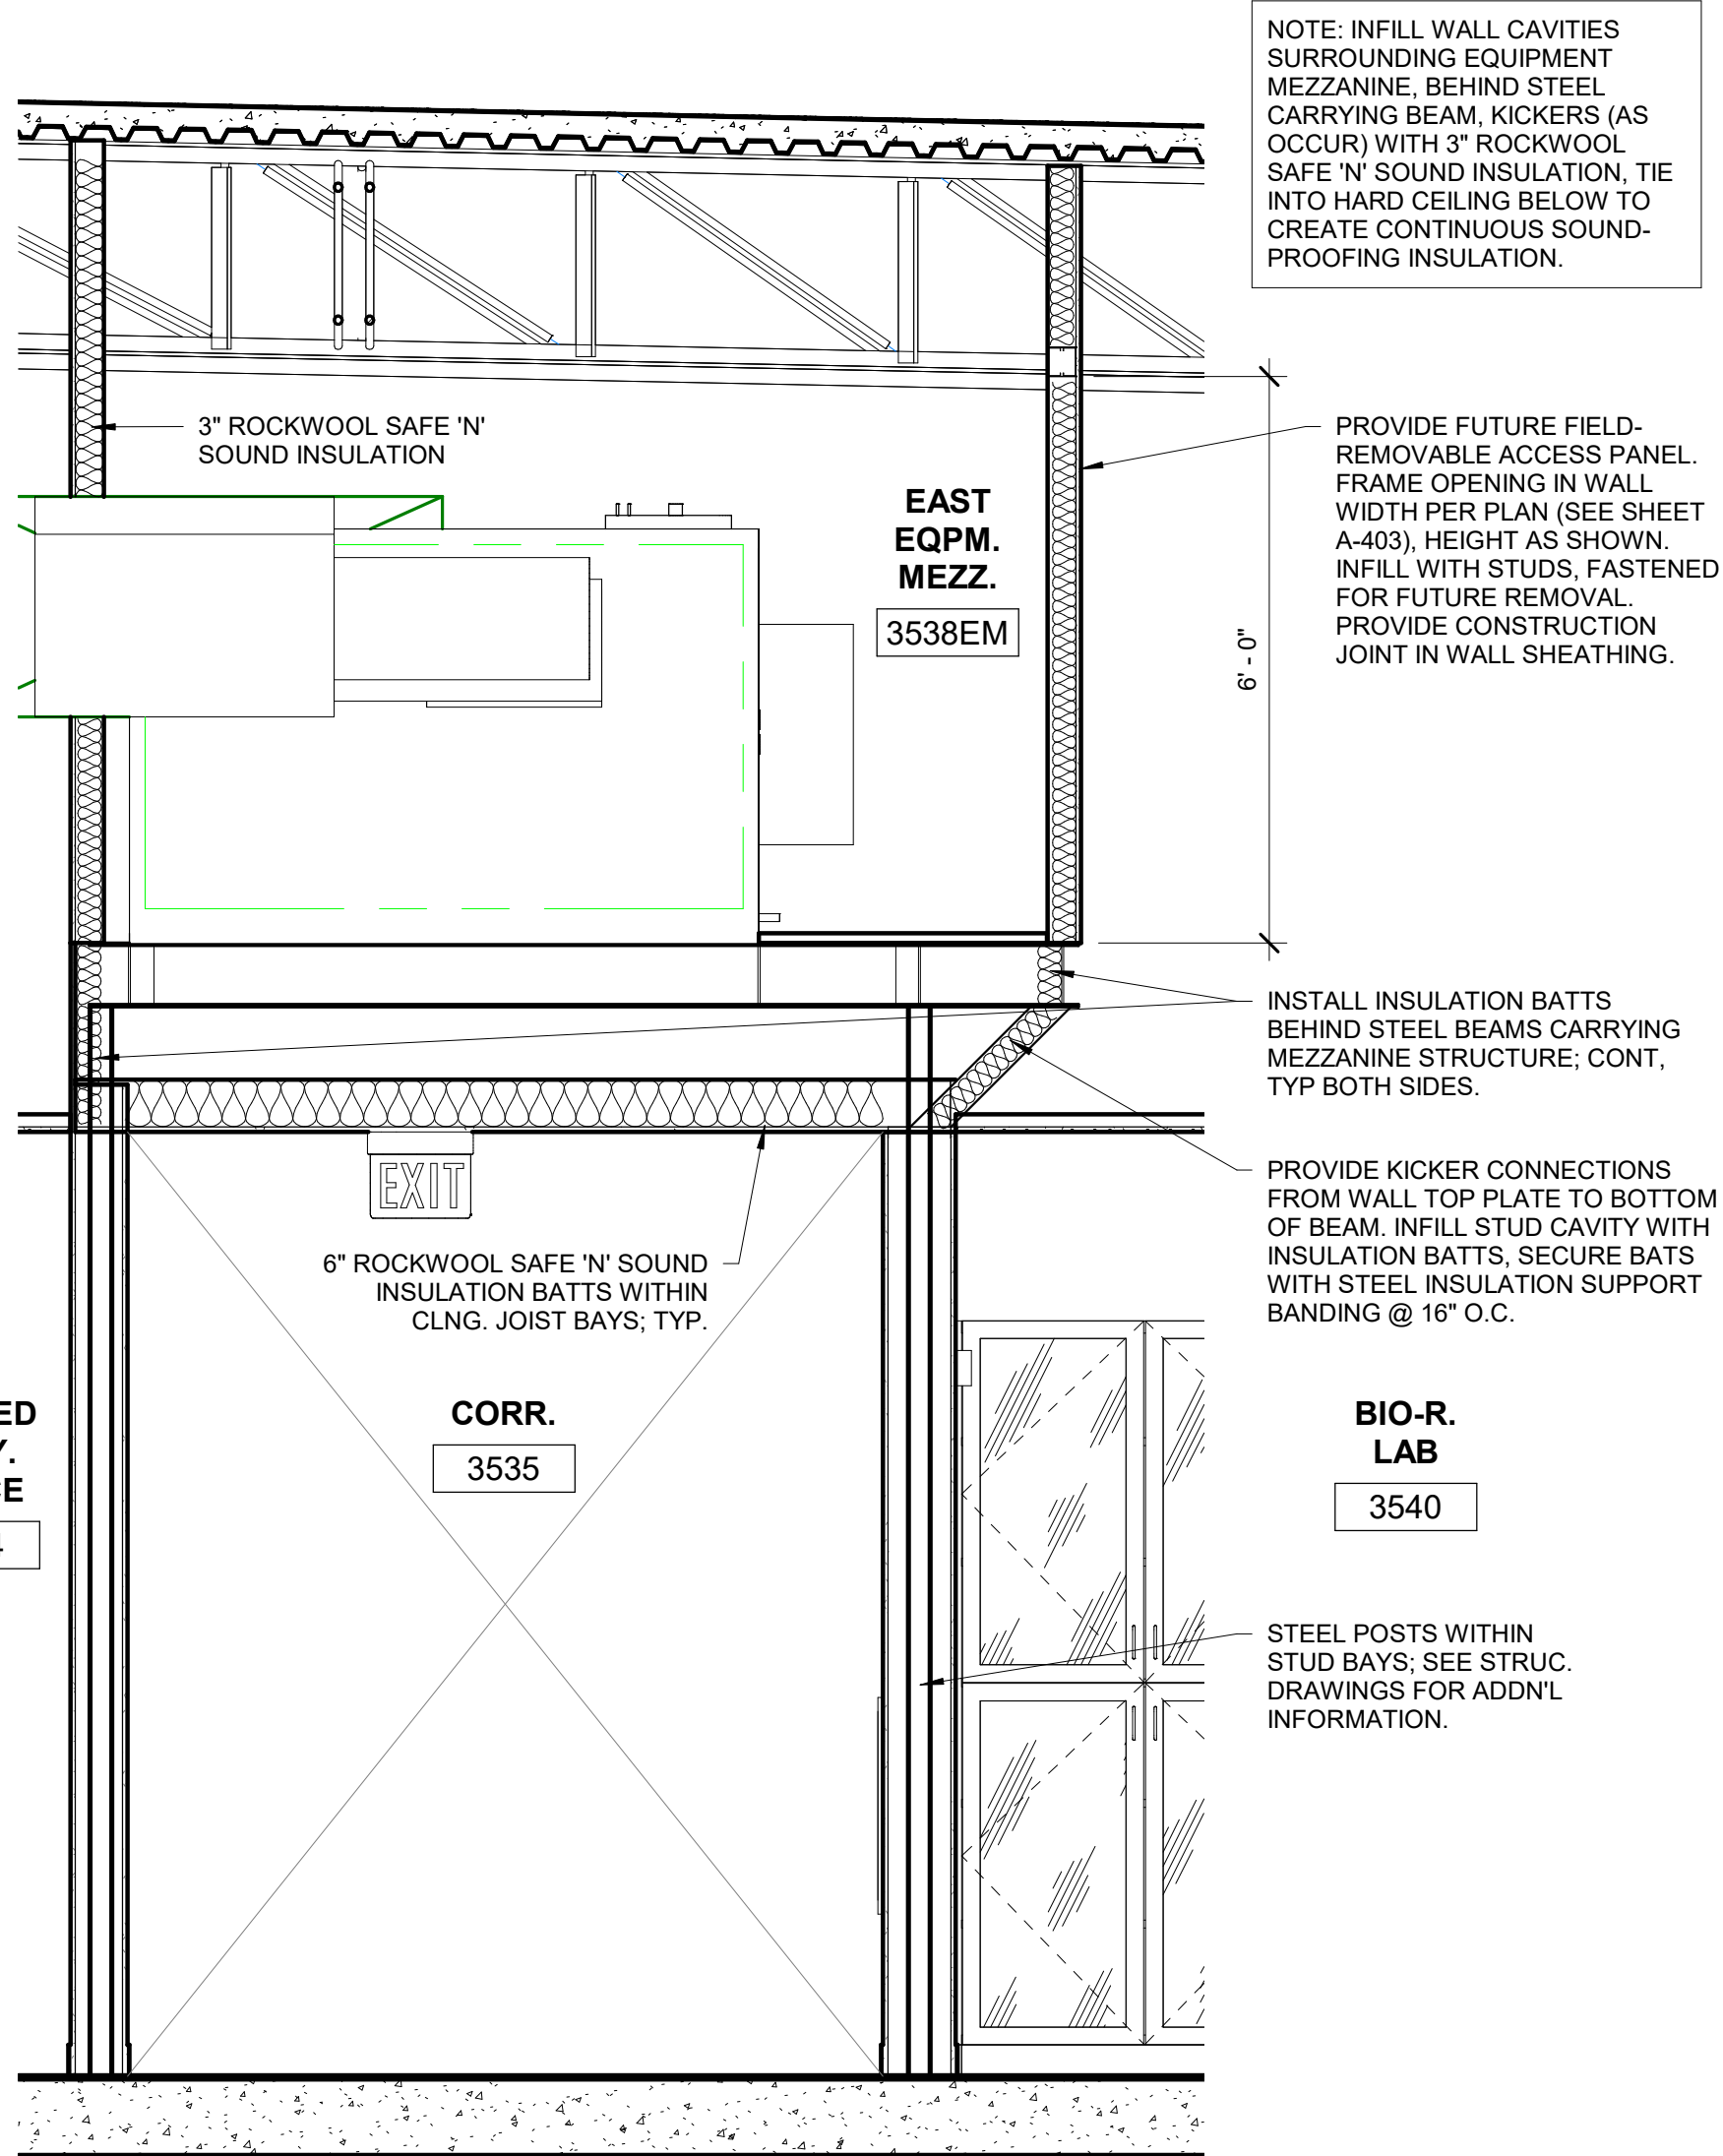 NOTE: INFILL WALL CAVITIES
SURROUNDING EQUIPMENT
MEZZANINE, BEHIND STEEL
CARRYING BEAM, KICKERS (AS
OCCUR) WITH 3" ROCKWOOL
SAFE 'N' SOUND INSULATION, TIE
INTO HARD CEILING BELOW TO
CREATE CONTINUOUS SOUND-
PROOFING INSULATION.
3" ROCKWOOL SAFE 'N'
SOUND INSULATION
EAST
EQPM.
MEZZ.
3538EM
6' - 0"
PROVIDE FUTURE FIELD-
REMOVABLE ACCESS PANEL.
FRAME OPENING IN WALL
WIDTH PER PLAN (SEE SHEET
A-403), HEIGHT AS SHOWN.
INFILL WITH STUDS, FASTENED
FOR FUTURE REMOVAL.
PROVIDE CONSTRUCTION
JOINT IN WALL SHEATHING.
INSTALL INSULATION BATTS
BEHIND STEEL BEAMS CARRYING
MEZZANINE STRUCTURE; CONT,
TYP BOTH SIDES.
EXIT
PROVIDE KICKER CONNECTIONS
FROM WALL TOP PLATE TO BOTTOM
OF BEAM. INFILL STUD CAVITY WITH
INSULATION BATTS, SECURE BATS
WITH STEEL INSULATION SUPPORT
BANDING @ 16" O.C.
6" ROCKWOOL SAFE 'N' SOUND
INSULATION BATTS WITHIN
CLNG. JOIST BAYS; TYP.
CORR.
3535
BIO-R.
LAB
3540
STEEL POSTS WITHIN
STUD BAYS; SEE STRUC.
DRAWINGS FOR ADDN'L
INFORMATION.